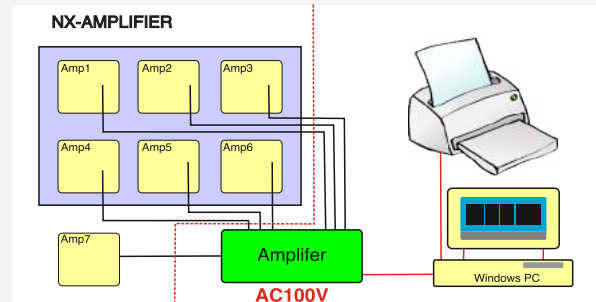 NX-AMPLIFIER
Amp1
Amp2
Amp3
Amp4
Amp5
Amp6
Amp7
Amplifer
AC100V
Windows PC